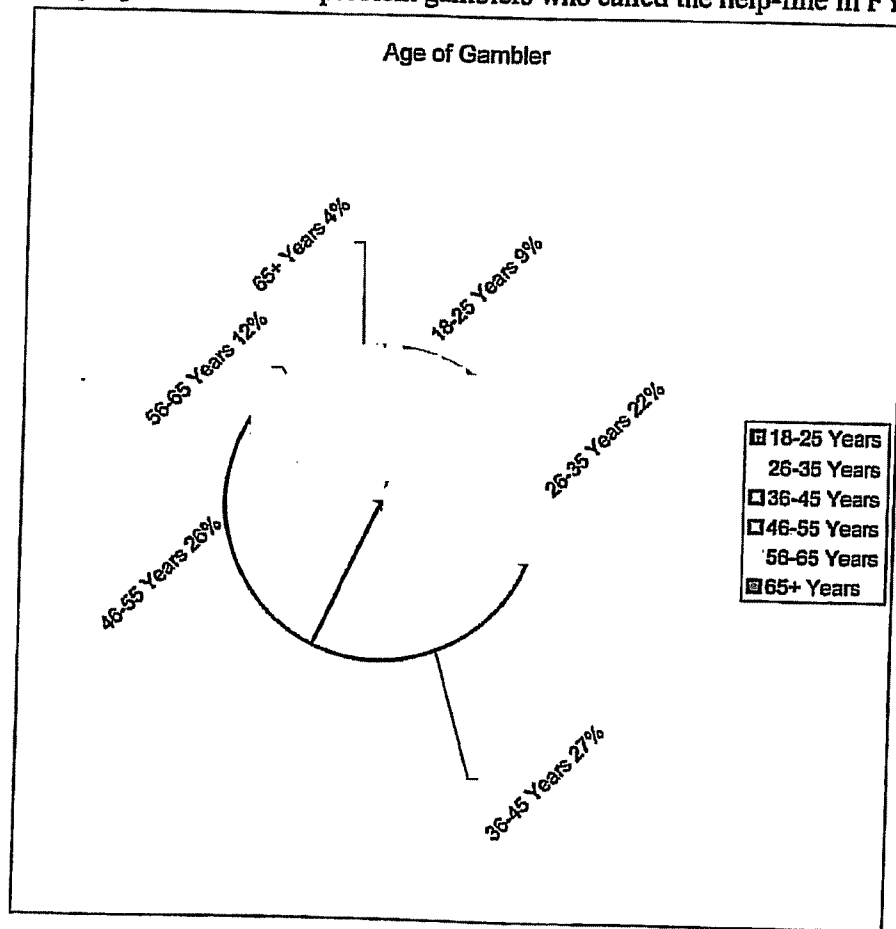 problem gamblers who called the help-line in FY
Age of Gambler
65+ Years 4%
18-25 Years 9%
56-65 Years 12%
26-35 Years 22%
46-55 Years 26%
36-45 Years 27%
18-25 Years
26-35 Years
36-45 Years
46-55 Years
56-65 Years
65+ Years